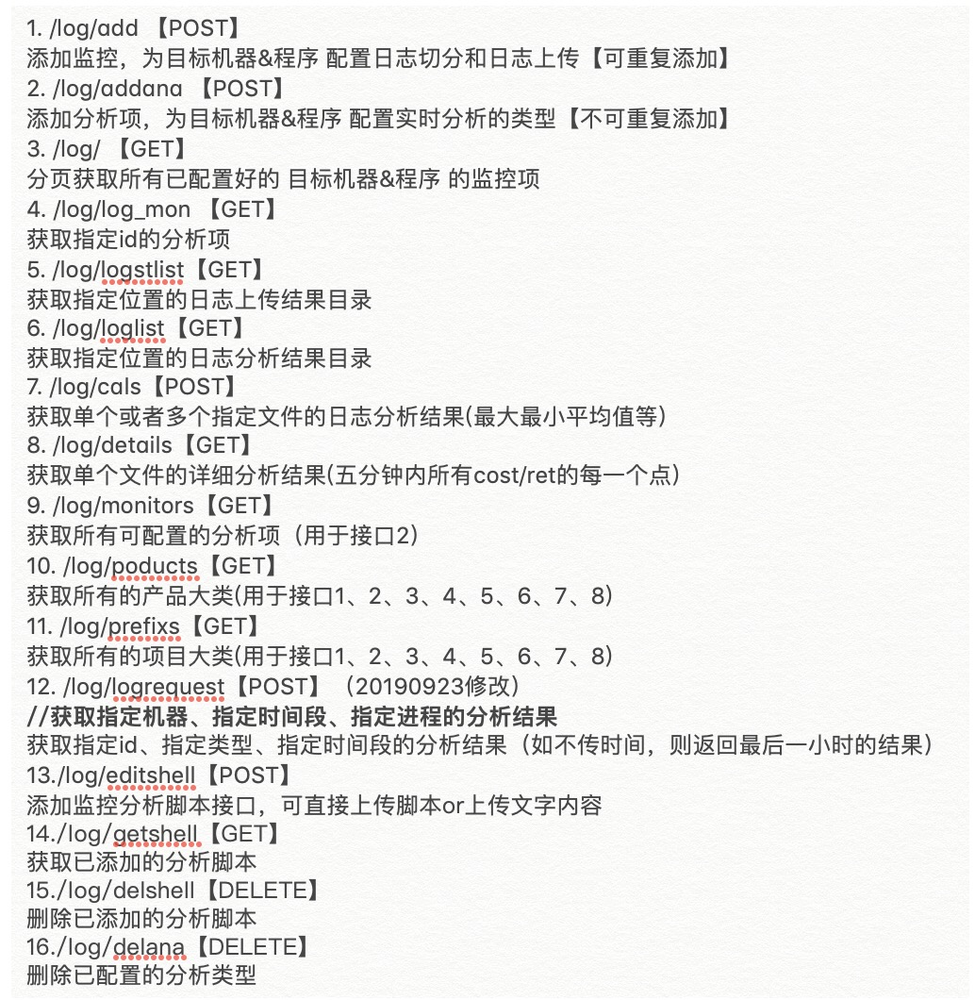 1. /log/add 【POST】
添加监控，为目标机器&程序 配置日志切分和日志上传【可重复添加】
2. /log/addana 【POST】
添加分析项，为目标机器&程序 配置实时分析的类型【不可重复添加】
3. /log/ 【GET】
分页获取所有已配置好的 目标机器&程序 的监控项
4. /log/log_mon 【GET】
获取指定id的分析项
5. /log/logstlist【GET】
获取指定位置的日志上传结果目录
6. /log/loglist【GET】
获取指定位置的日志分析结果目录
7. /log/cals【POST】
获取单个或者多个指定文件的日志分析结果(最大最小平均值等)
8. /log/details【GET】
获取单个文件的详细分析结果(五分钟内所有cost/ret的每一个点)
9. /log/monitors【GET】
获取所有可配置的分析项（用于接口2）
10. /log/poducts【GET】
获取所有的产品大类(用于接口1、2、3、4、5、6、7、8)
11. /log/prefixs【GET】
获取所有的项目大类(用于接口1、2、3、4、5、6、7、8)
12. /log/logrequest【POST】（20190923修改）
//获取指定机器、指定时间段、指定进程的分析结果
获取指定id、指定类型、指定时间段的分析结果（如不传时间，则返回最后一小时的结果）
13./log/editshell【POST】
添加监控分析脚本接口，可直接上传脚本or上传文字内容
14./log/getshell【GET】
获取已添加的分析脚本
15./log/delshell【DELETE】
删除已添加的分析脚本
16./log/delana【DELETE】
删除已配置的分析类型